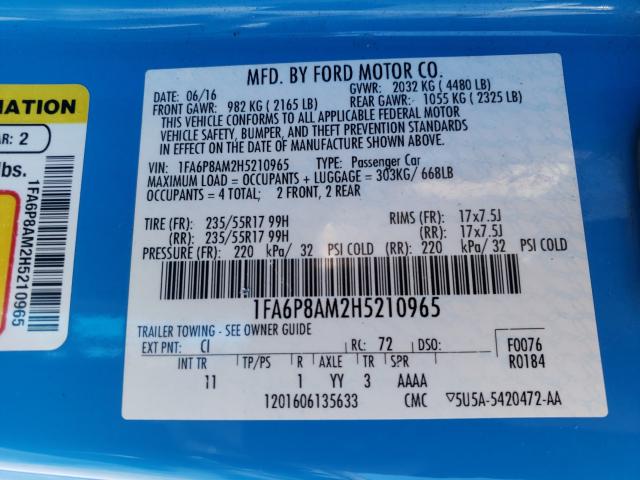 MFD. BY FORD MOTOR CO.
DATE: 06/16 GVWR: 2032 KG ( 4480 LB)
FRONT GAWR: 982 KG ( 2165 LB) REAR GAWR: 1055 KG ( 2325 LB)
THIS VEHICLE CONFORMS TO ALL APPLICABLE FEDERAL MOTOR
VEHICLE SAFETY, BUMPER, AND THEFT PREVENTION STANDARDS
IN EFFECT ON THE DATE OF MANUFACTURE SHOWN ABOVE.
VIN: 1FA6P8AM2H5210965 TYPE: Passenger Car
MAXIMUM LOAD = OCCUPANTS + LUGGAGE = 303KG/ 668LB
OCCUPANTS = 4 TOTAL; 2 FRONT, 2 REAR
TIRE (FR): 235/55R17 99H RIMS (FR): 17x7.5J
(RR): 235/55R17 99H (RR): 17x7.5J
PRESSURE (FR): 220 kPa/ 32 PSI COLD (RR): 220 kPa/ 32 PSI COLD
1FA6P8AM2H5210965
TRAILER TOWING - SEE OWNER GUIDE
EXT PNT: CI RC: 72 DSO: F0076
INT TR TP/PS R AXLE TR SPR R0184
11 1 YY 3 AAAA
1201606135633 CMC ▽5U5A-5420472-AA
MATION
AR: 2
lbs.
1FA6P8AM2H5210965